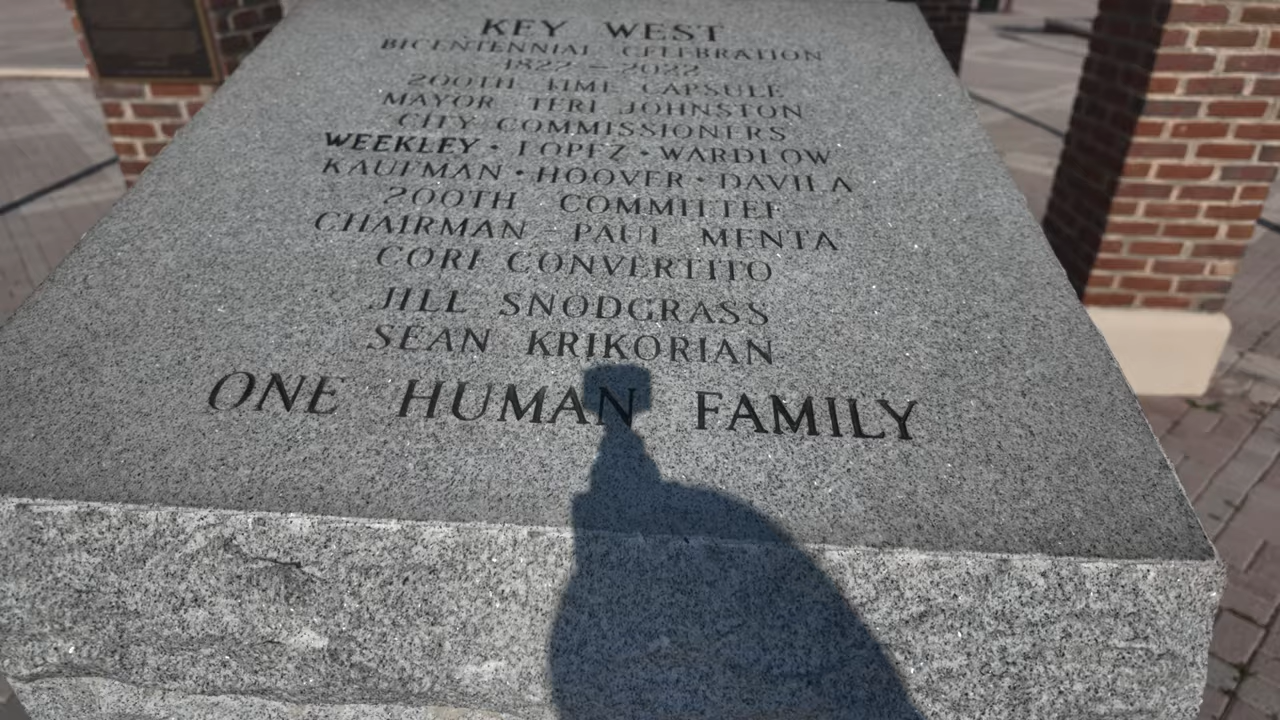 KEY WEST
BICENTENNIAL CELEBRATION
1822 – 2022
200TH TIME CAPSULE
MAYOR TERI JOHNSTON
CITY COMMISSIONERS
WEEKLEY • LOPEZ • WARDLOW
KAUFMAN • HOOVER • DAVILA
200TH COMMITTEE
CHAIRMAN - PAUL MENTA
CORI CONVERTITO
JILL SNODGRASS
SEAN KRIKORIAN
ONE HUMAN FAMILY